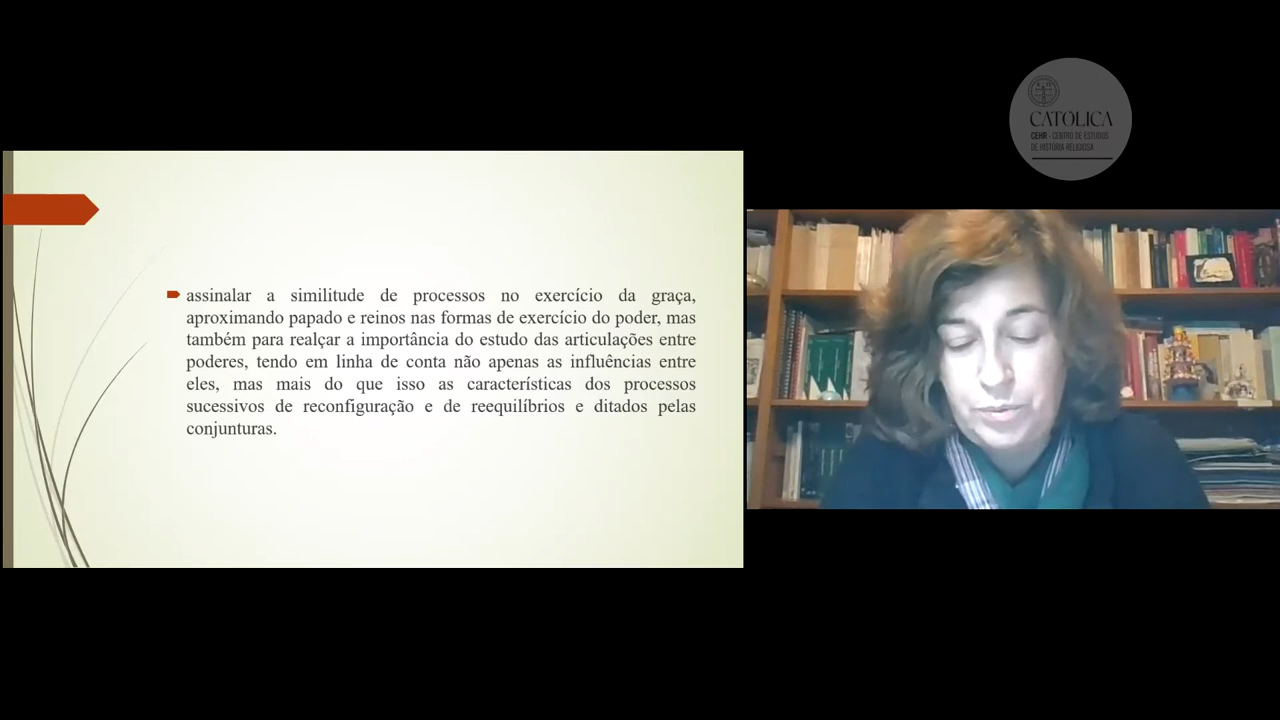 assinalar a similitude de processos no exercício da graça,
aproximando papado e reinos nas formas de exercício do poder, mas
também para realçar a importância do estudo das articulações entre
poderes, tendo em linha de conta não apenas as influências entre
eles, mas mais do que isso as características dos processos
sucessivos de reconfiguração e de reequilíbrios e ditados pelas
conjunturas.
CATÓLICA
CEHR - CENTRO DE ESTUDOS
DE HISTÓRIA RELIGIOSA